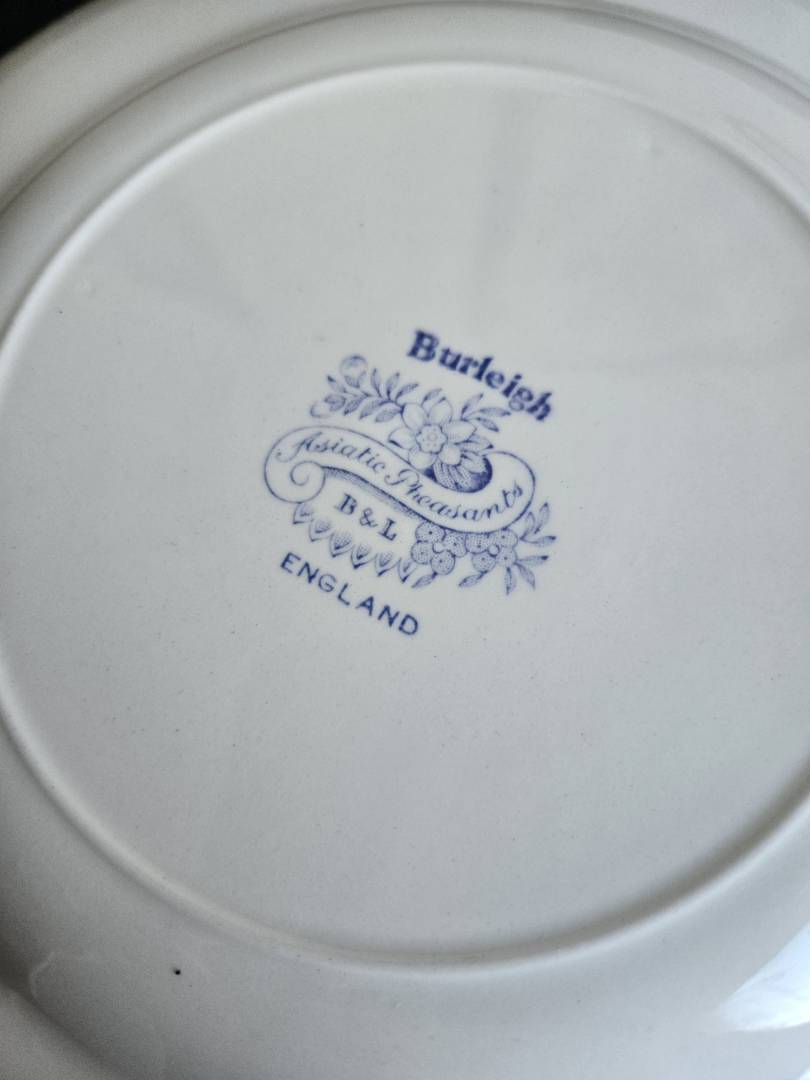 Burleigh
Asiatic Pheasants
B & L
ENGLAND